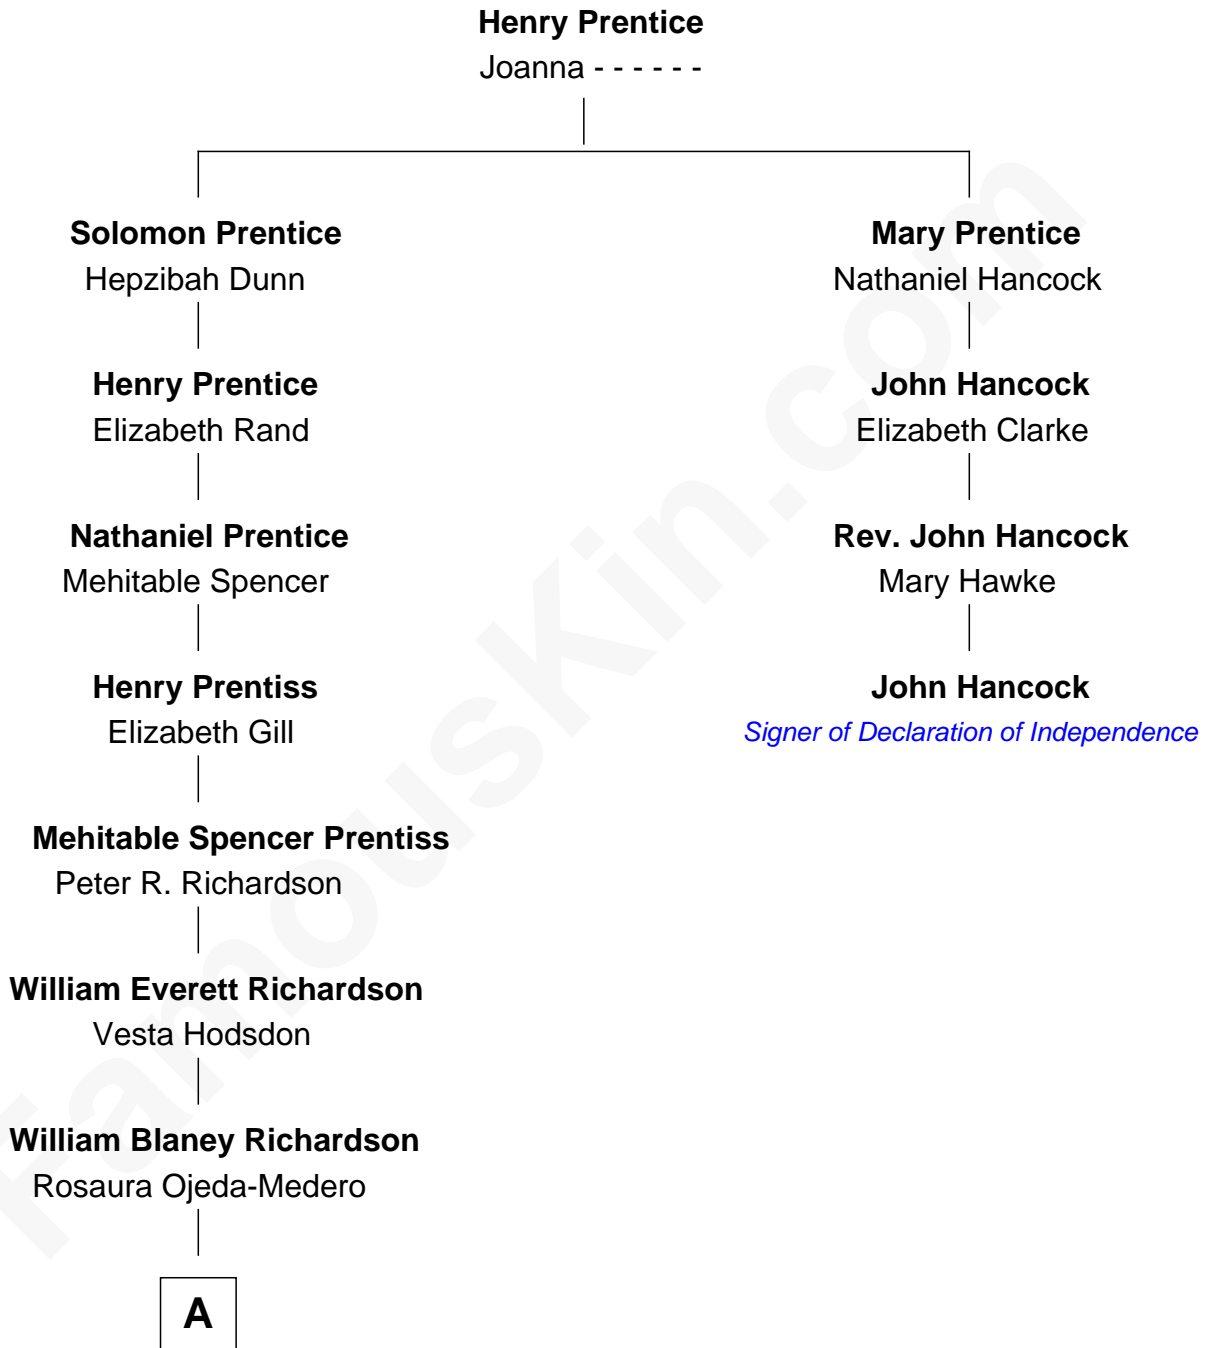 Henry Prentice
Joanna - - - - - -
Solomon Prentice
Hepzibah Dunn
Mary Prentice
Nathaniel Hancock
Henry Prentice
Elizabeth Rand
John Hancock
Elizabeth Clarke
Nathaniel Prentice
Mehitable Spencer
Rev. John Hancock
Mary Hawke
Henry Prentiss
Elizabeth Gill
John Hancock
Signer of Declaration of Independence
Mehitable Spencer Prentiss
Peter R. Richardson
William Everett Richardson
Vesta Hodsdon
William Blaney Richardson
Rosaura Ojeda-Medero
A
FamousKin.com